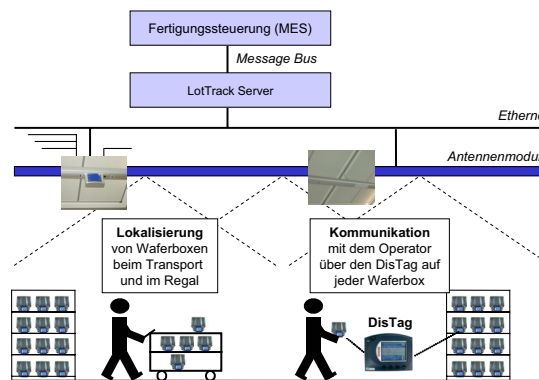 Fertigungssteuerung (MES)
Message Bus
LotTrack Server
Etherne
Antennenmodul
Lokalisierung
von Waferboxen
beim Transport
und im Regal
Kommunikation
mit dem Operator
über den DisTag auf
jeder Waferbox
DisTag